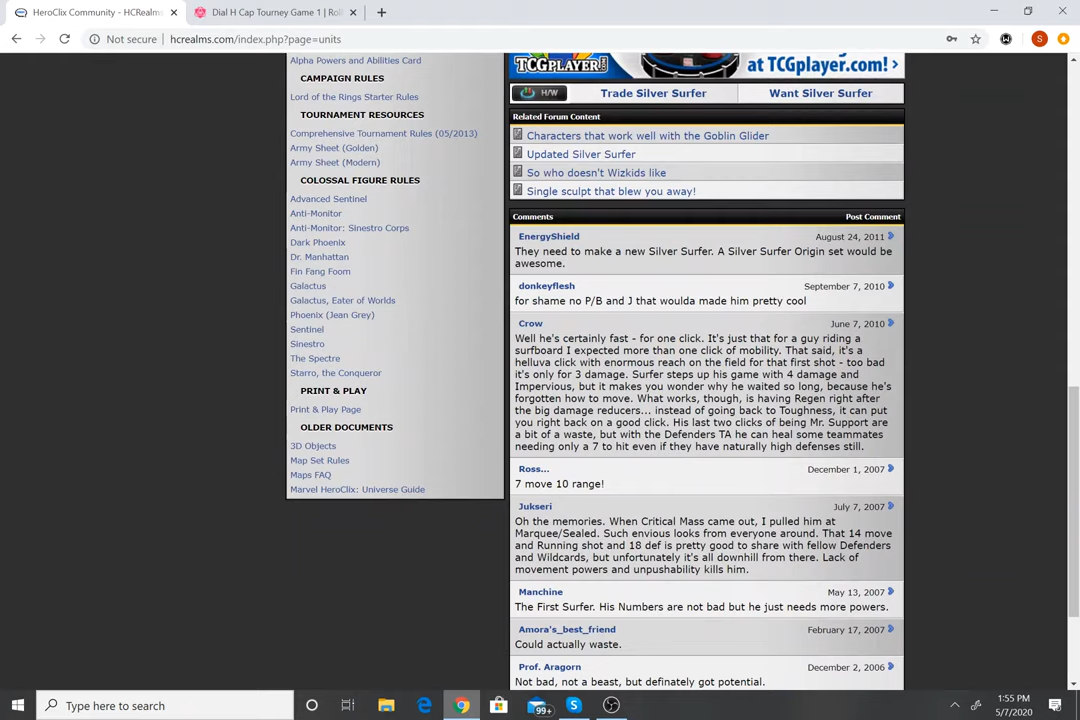 HeroClix Community - HCRealms
Dial H Cap Tourney Game 1 | Roll
Not secure | hcrealms.com/index.php?page=units
Alpha Powers and Abilities Card
CAMPAIGN RULES
Lord of the Rings Starter Rules
TOURNAMENT RESOURCES
Comprehensive Tournament Rules (05/2013)
Army Sheet (Golden)
Army Sheet (Modern)
COLOSSAL FIGURE RULES
Advanced Sentinel
Anti-Monitor
Anti-Monitor: Sinestro Corps
Dark Phoenix
Dr. Manhattan
Fin Fang Foom
Galactus
Galactus, Eater of Worlds
Phoenix (Jean Grey)
Sentinel
Sinestro
The Spectre
Starro, the Conqueror
PRINT & PLAY
Print & Play Page
OLDER DOCUMENTS
3D Objects
Map Set Rules
Maps FAQ
Marvel HeroClix: Universe Guide
TCGPLAYER
at TCGplayer.com! ›
H/W
Trade Silver Surfer
Want Silver Surfer
Related Forum Content
Characters that work well with the Goblin Glider
Updated Silver Surfer
So who doesn't Wizkids like
Single sculpt that blew you away!
Comments Post Comment
EnergyShield August 24, 2011
They need to make a new Silver Surfer. A Silver Surfer Origin set would be
awesome.
donkeyflesh September 7, 2010
for shame no P/B and J that woulda made him pretty cool
Crow June 7, 2010
Well he's certainly fast - for one click. It's just that for a guy riding a
surfboard I expected more than one click of mobility. That said, it's a
helluva click with enormous reach on the field for that first shot - too bad
it's only for 3 damage. Surfer steps up his game with 4 damage and
Impervious, but it makes you wonder why he waited so long, because he's
forgotten how to move. What works, though, is having Regen right after
the big damage reducers... instead of going back to Toughness, it can put
you right back on a good click. His last two clicks of being Mr. Support are
a bit of a waste, but with the Defenders TA he can heal some teammates
needing only a 7 to hit even if they have naturally high defenses still.
Ross... December 1, 2007
7 move 10 range!
Jukseri July 7, 2007
Oh the memories. When Critical Mass came out, I pulled him at
Marquee/Sealed. Such envious looks from everyone around. That 14 move
and Running shot and 18 def is pretty good to share with fellow Defenders
and Wildcards, but unfortunately it's all downhill from there. Lack of
movement powers and unpushability kills him.
Manchine May 13, 2007
The First Surfer. His Numbers are not bad but he just needs more powers.
Amora's_best_friend February 17, 2007
Could actually waste.
Prof. Aragorn December 2, 2006
Not bad, not a beast, but definately got potential.
Type here to search
99+
1:55 PM
5/7/2020